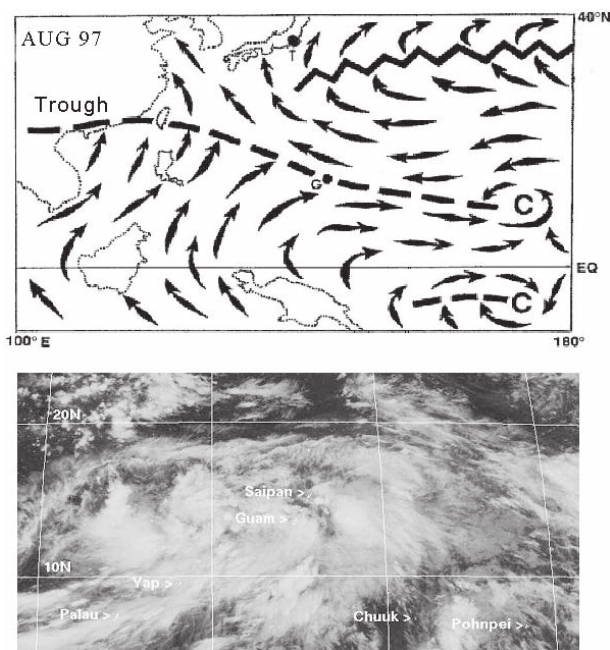 AUG 97
40°N
T
Trough
G
C
EQ
C
100°E
180°
20N
Saipan >
Guam >
10N
Yap >
Palau >
Chuuk >
Pohnpei >